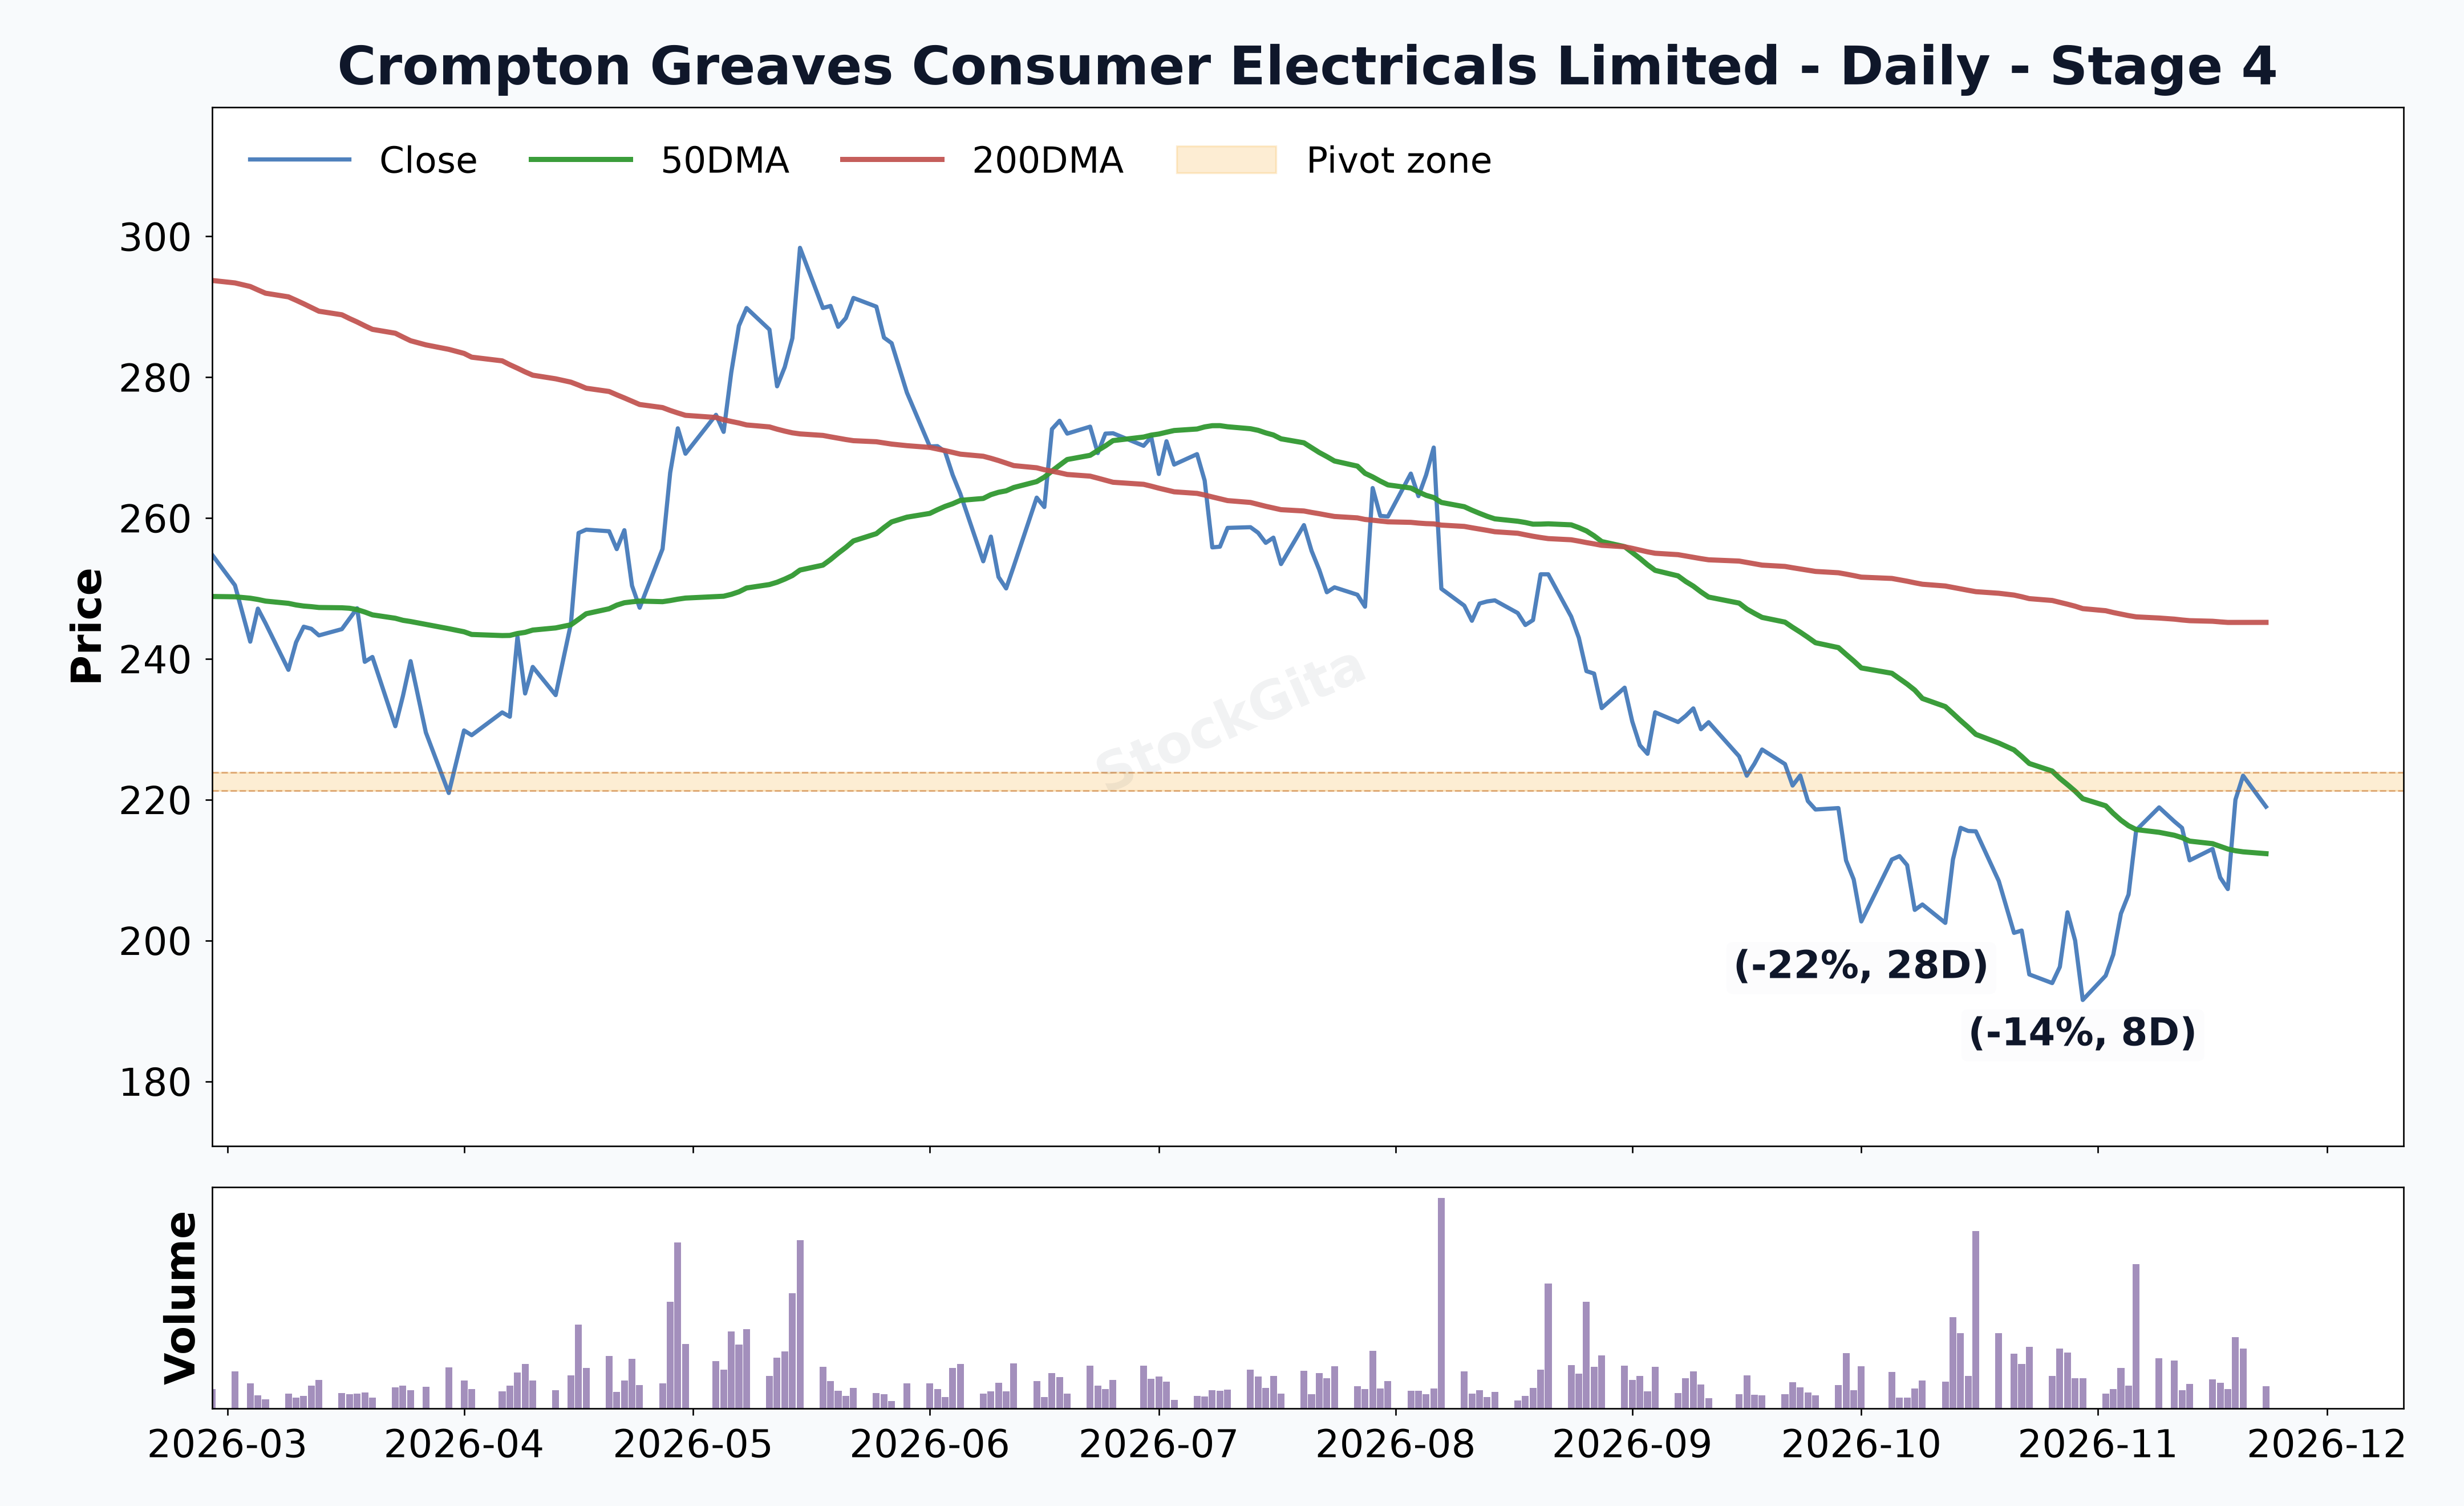 Crompton Greaves Consumer Electricals Limited - Daily - Stage 4
Close 50DMA 200DMA Pivot zone
Price
300
280
260
240
220
200
180
StockGita
(-22%, 28D)
(-14%, 8D)
Volume
2026-03 2026-04 2026-05 2026-06 2026-07 2026-08 2026-09 2026-10 2026-11 2026-12